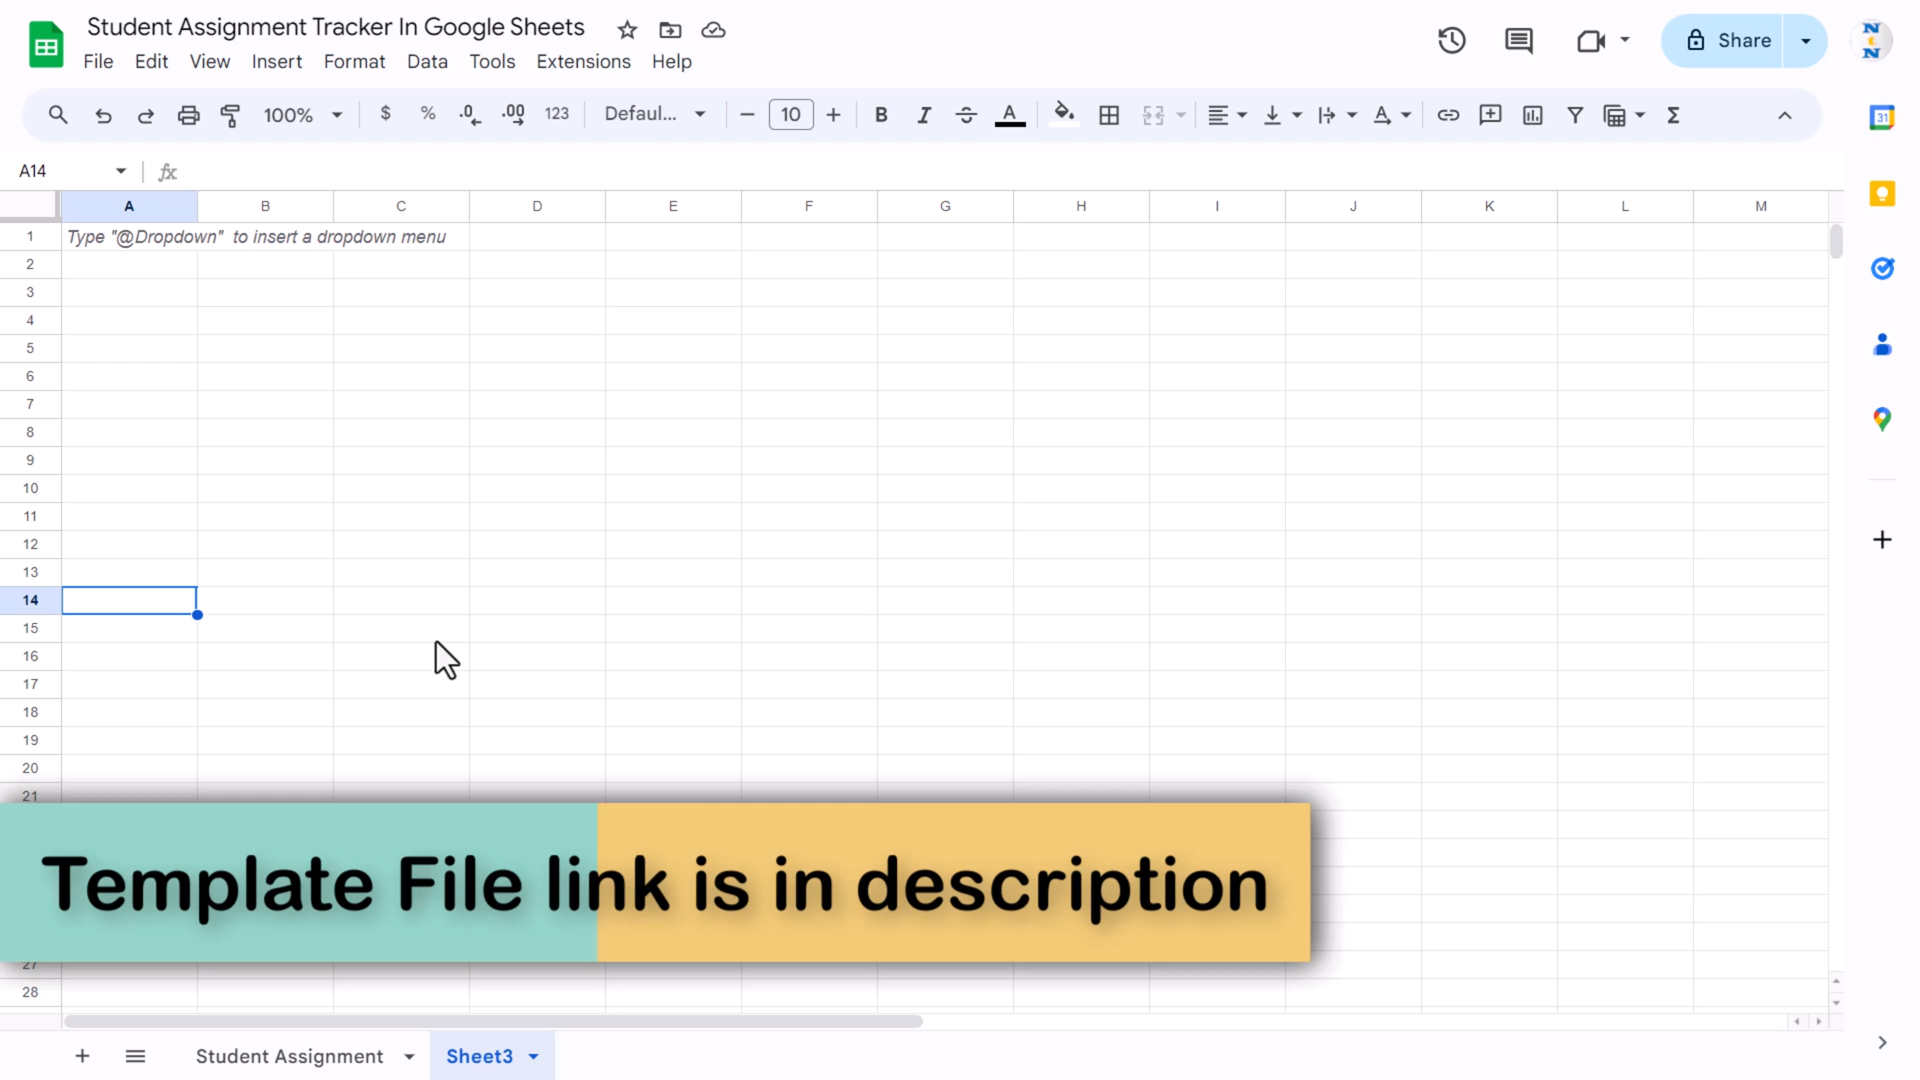 Student Assignment Tracker In Google Sheets
File Edit View Insert Format Data Tools Extensions Help
Share
N
t
N
100% $ % .0 .00 123 Defaul... 10 B I A A Σ
31
A14 fx
A B C D E F G H I J K L M
1 Type "@Dropdown" to insert a dropdown menu
2
3
4
5
6
7
8
9
10
11
12
13
14
15
16
17
18
19
20
21
Template File link is in description
27
28
Student Assignment Sheet3